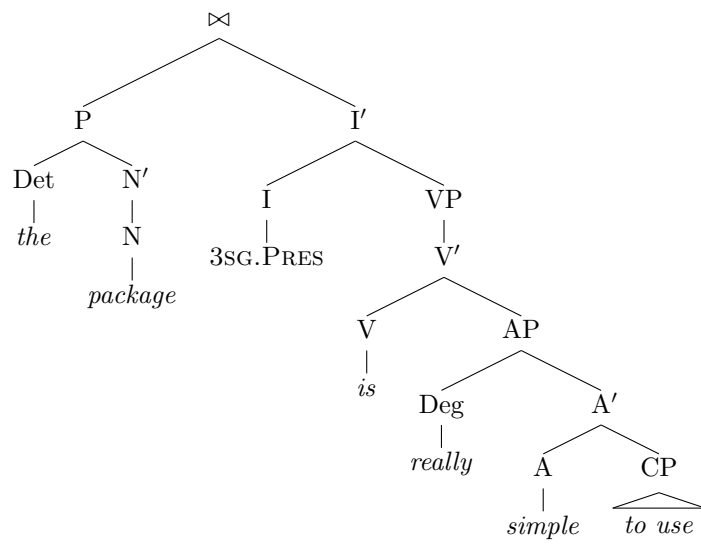 ⋈
P I′
Det N′ I VP
the N 3SG.PRES V′
package
V AP
is Deg A′
really A CP
simple to use